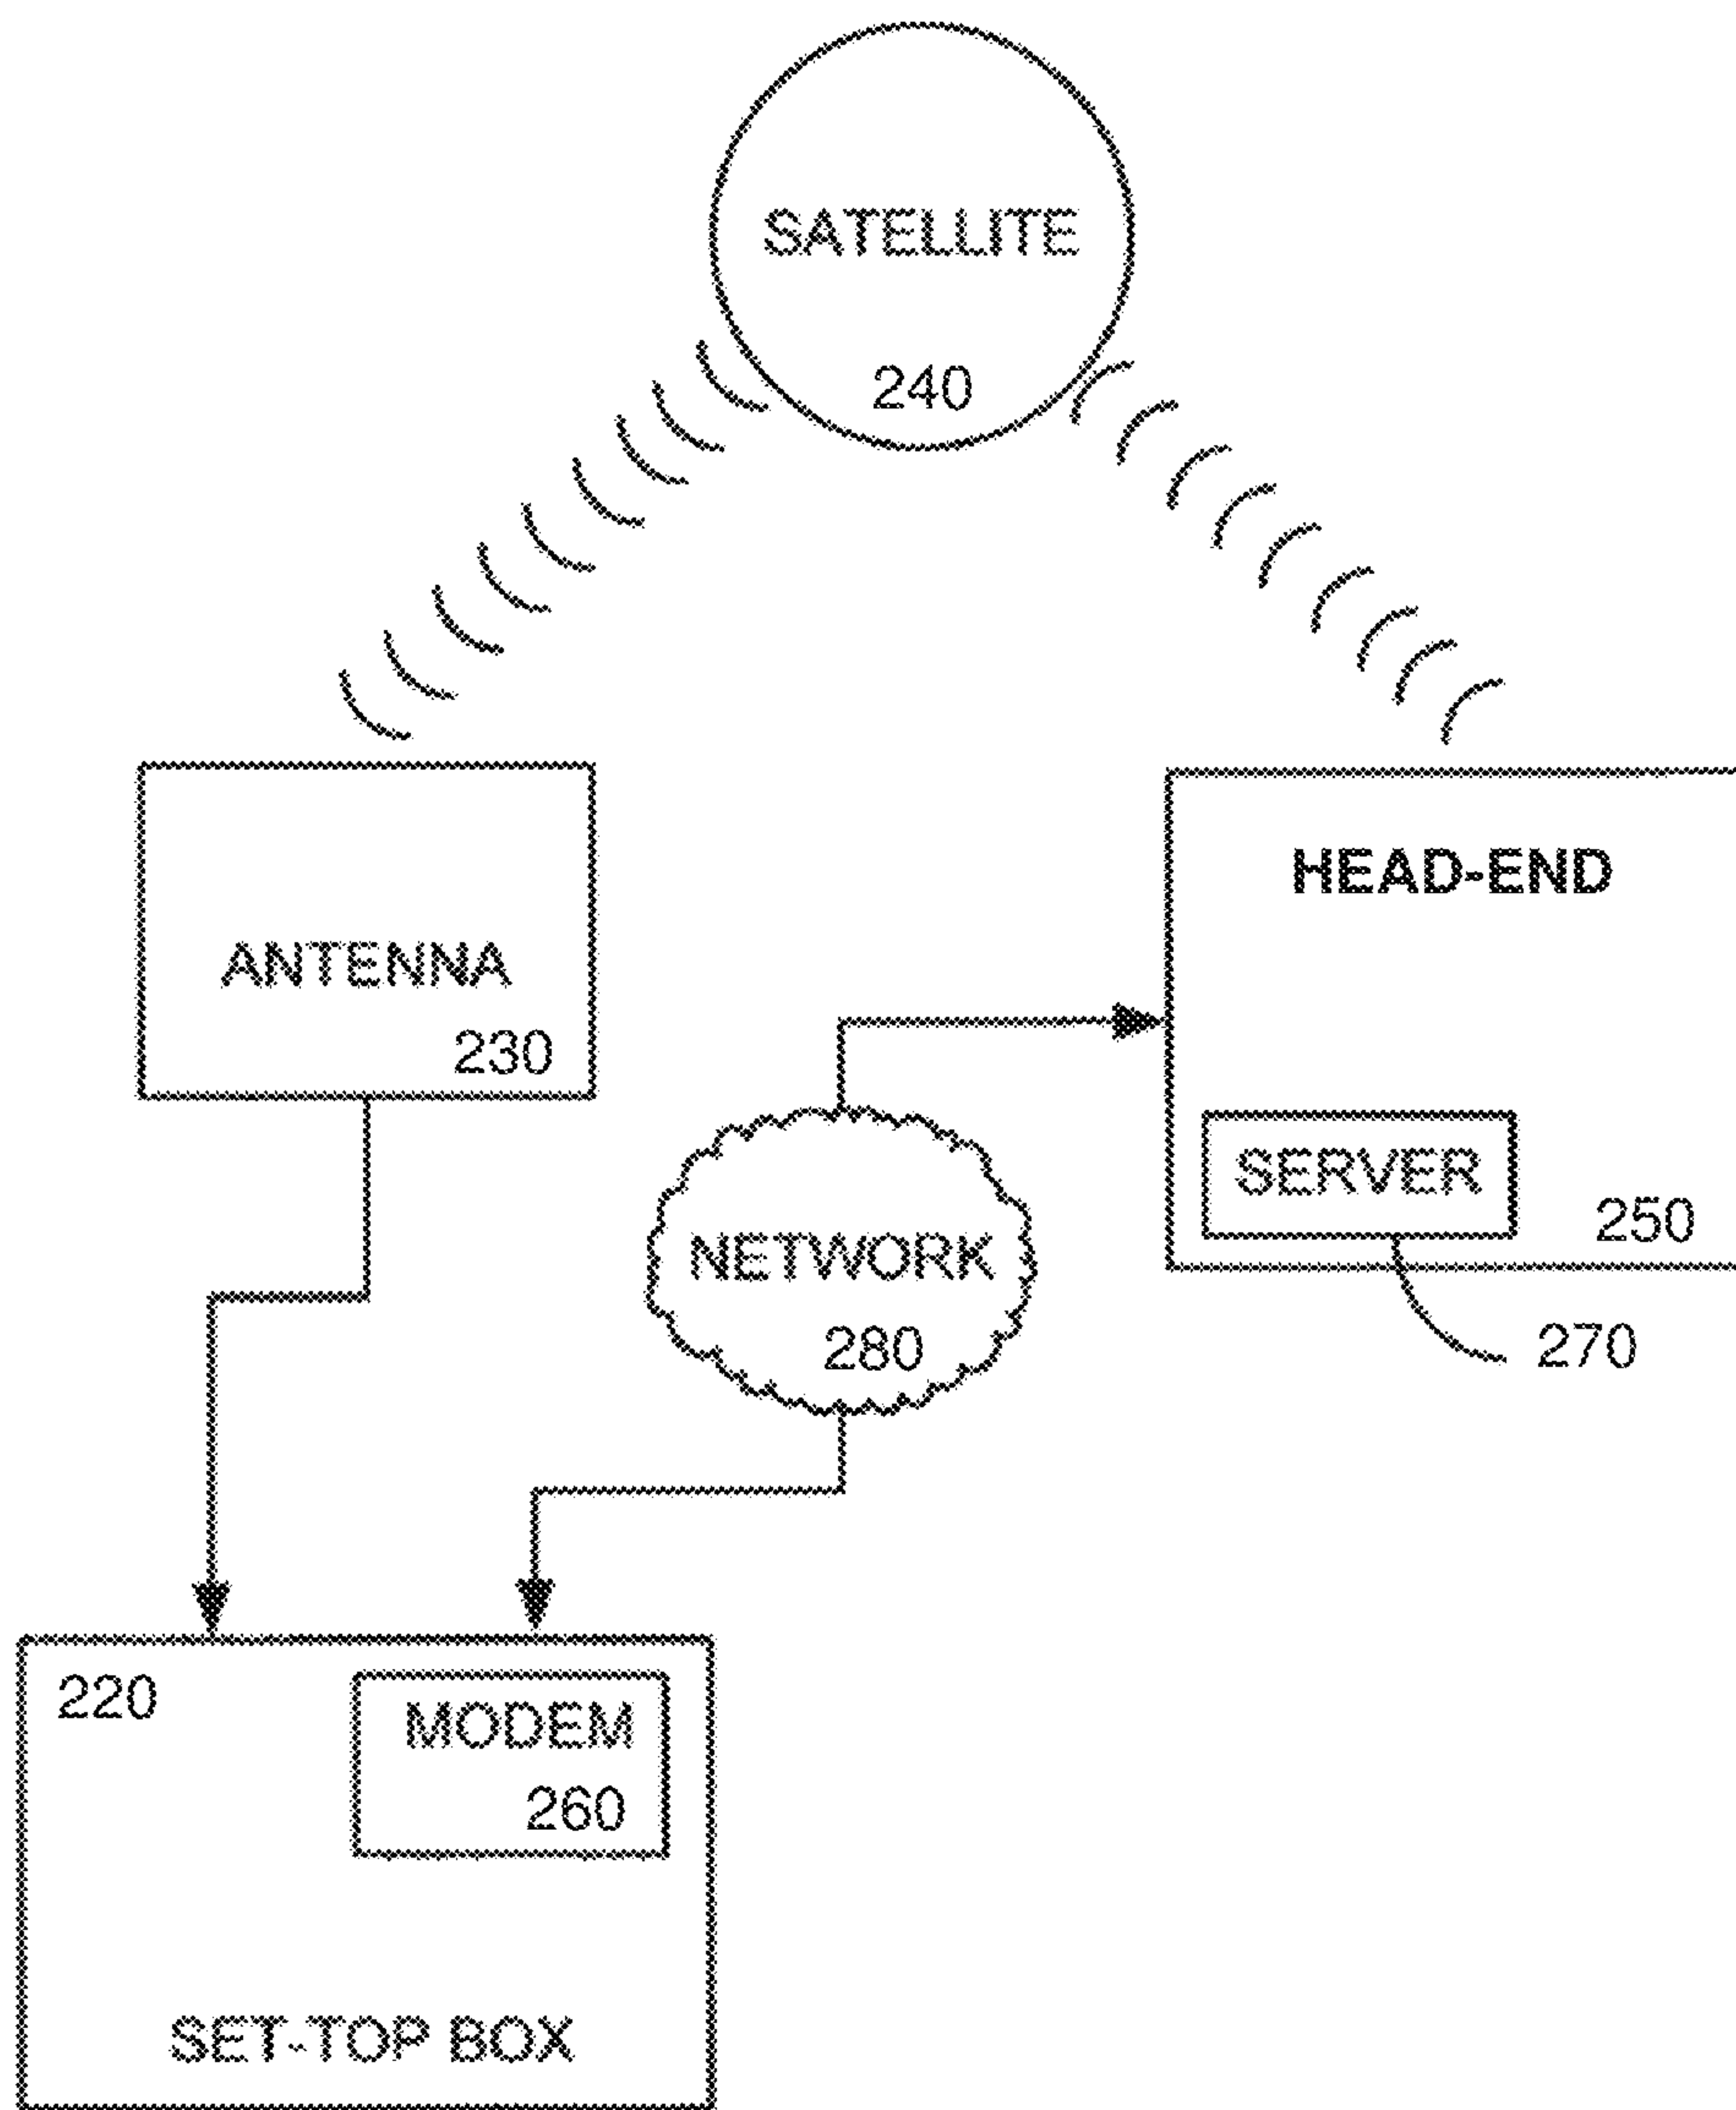 SATELLITE
240
ANTENNA
230
HEAD-END
SERVER
250
270
NETWORK
280
220
MODEM
260
SET-TOP BOX